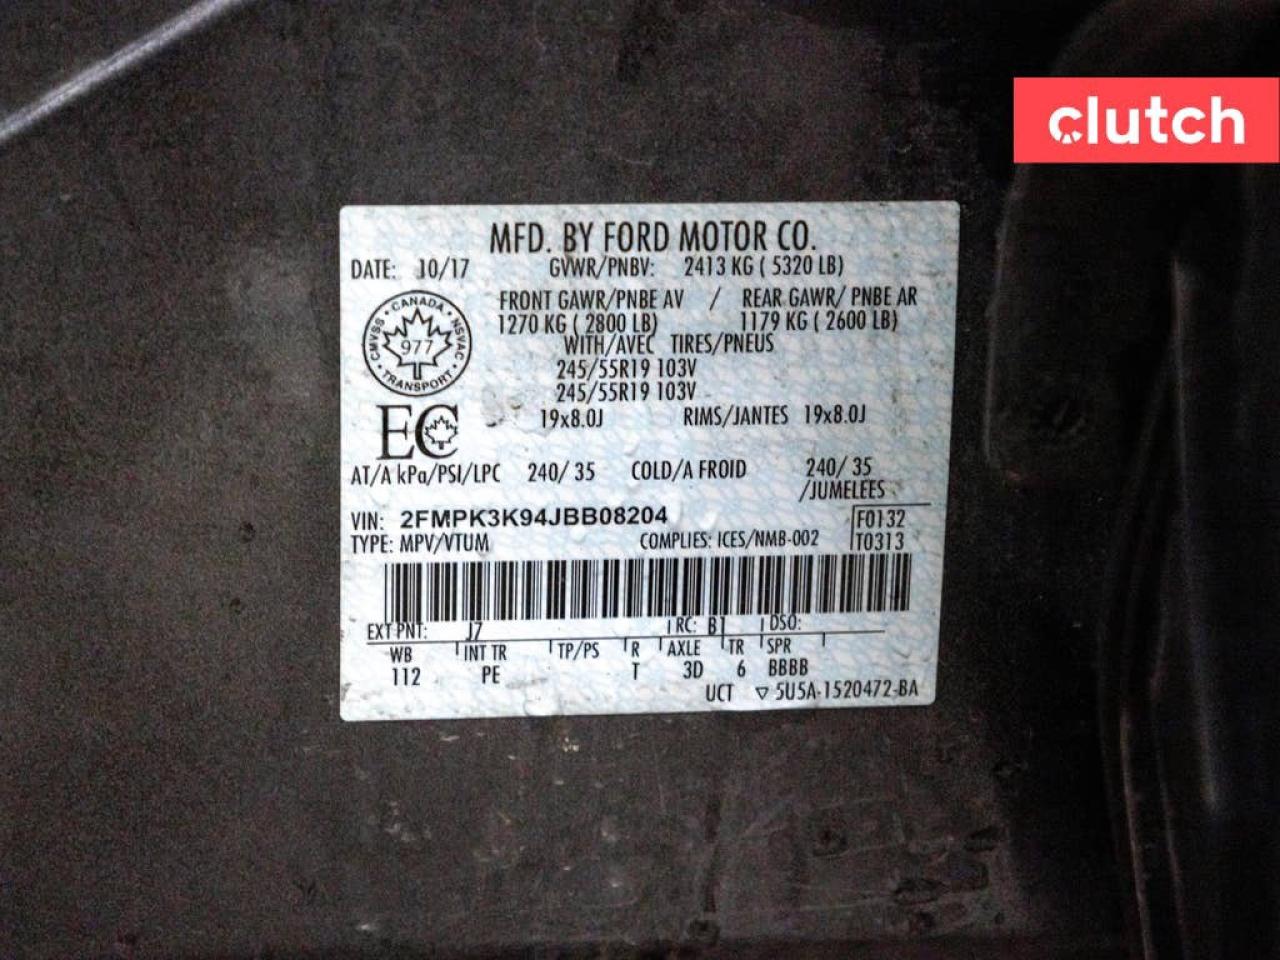 clutch
MFD. BY FORD MOTOR CO.
DATE: 10/17 GVWR/PNBV: 2413 KG ( 5320 LB)
FRONT GAWR/PNBE AV / REAR GAWR/ PNBE AR
1270 KG ( 2800 LB) 1179 KG ( 2600 LB)
WITH/AVEC TIRES/PNEUS
245/55R19 103V
245/55R19 103V
19x8.0J RIMS/JANTES 19x8.0J
CANADA
CMVSS NSVAC
977
TRANSPORT
EC
AT/A kPa/PSI/LPC 240/ 35 COLD/A FROID 240/ 35
/JUMELEES
VIN: 2FMPK3K94JBB08204 F0132
TYPE: MPV/VTUM COMPLIES: ICES/NMB-002 T0313
EXT PNT: J7 RC: B1 DSO:
WB INT TR TP/PS R AXLE TR SPR
112 PE T 3D 6 BBBB
UCT ▽ 5U5A-1520472-BA